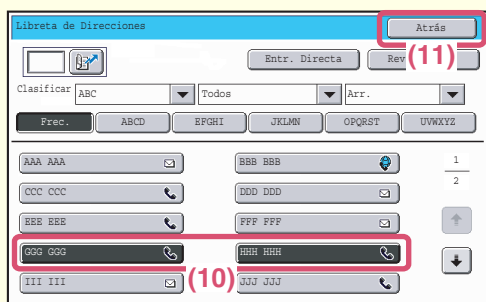 Libreta de Direcciones Atrás
(11)
Entr. Directa Rev
Clasificar ABC Todos Arr.
Frec. ABCD EFGHI JKLMN OPQRST UVWXYZ
AAA AAA BBB BBB 1
CCC CCC DDD DDD 2
EEE EEE FFF FFF
GGG GGG HHH HHH
(10)
III III JJJ JJJ